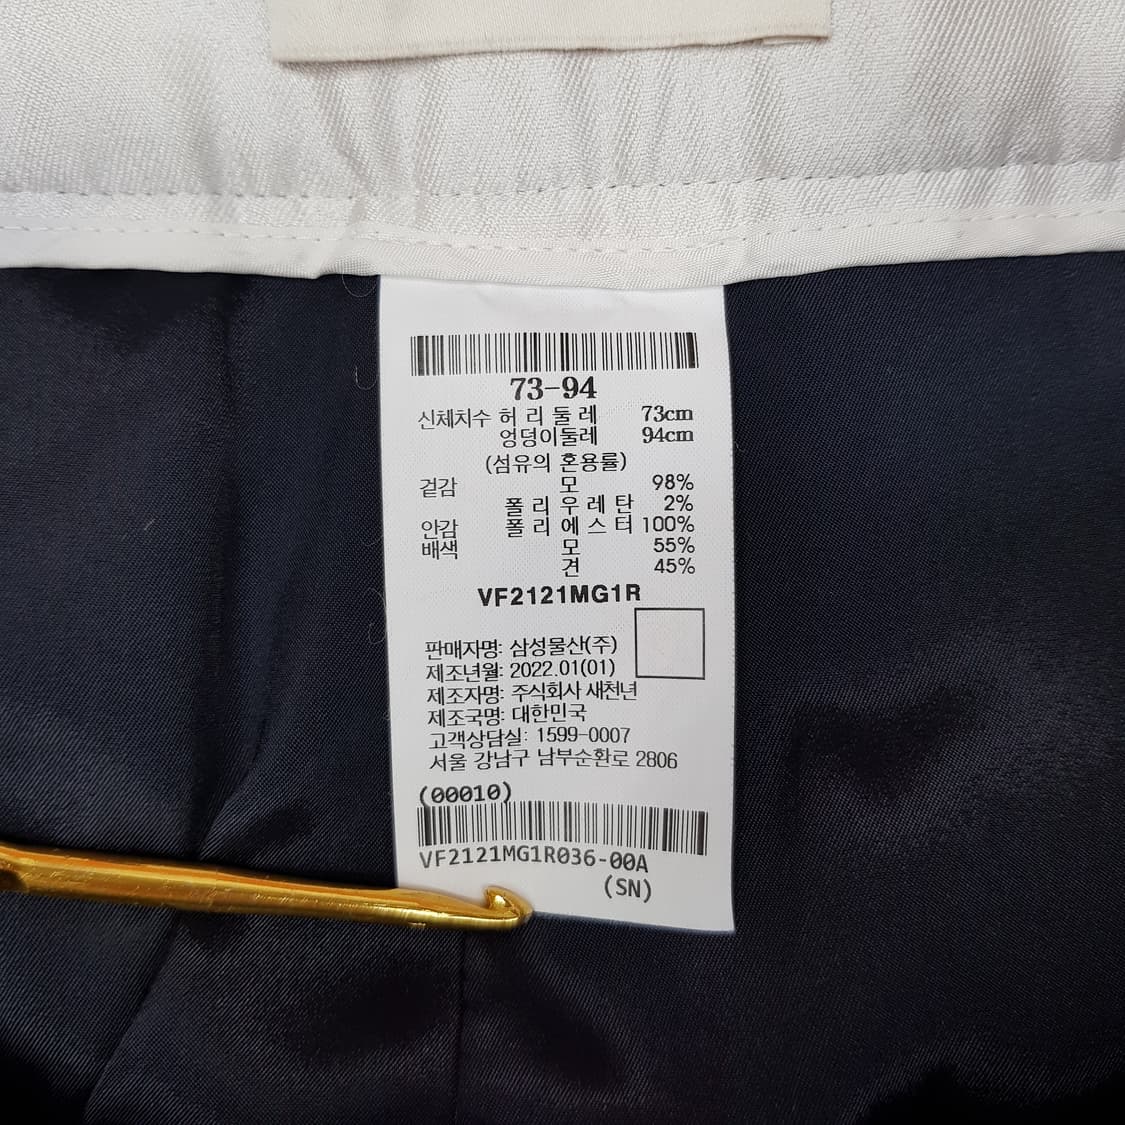 73-94
신체치수 허 리 둘 레 73cm
엉덩이둘레 94cm
(섬유의 혼용률)
겉감 모 98%
폴 리 우 레 탄 2%
안감 폴 리 에 스 터 100%
배색 모 55%
견 45%
VF2121MG1R
판매자명: 삼성물산(주)
제조년월: 2022.01(01)
제조자명: 주식회사 새천년
제조국명: 대한민국
고객상담실: 1599-0007
서울 강남구 남부순환로 2806
(00010)
VF2121MG1R036-00A
(SN)